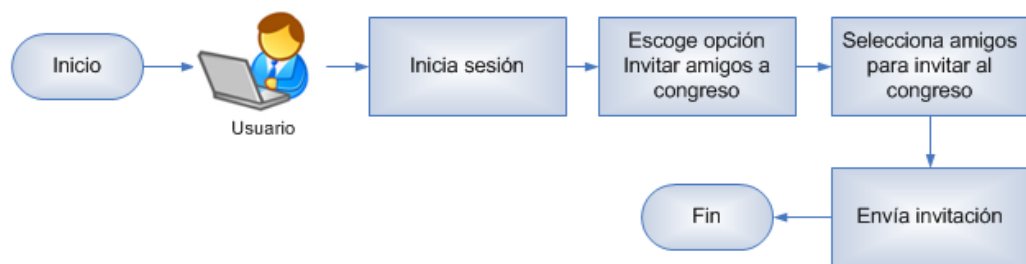 Inicio
Usuario
Inicia sesión
Escoge opción
Invitar amigos a
congreso
Selecciona amigos
para invitar al
congreso
Envía invitación
Fin